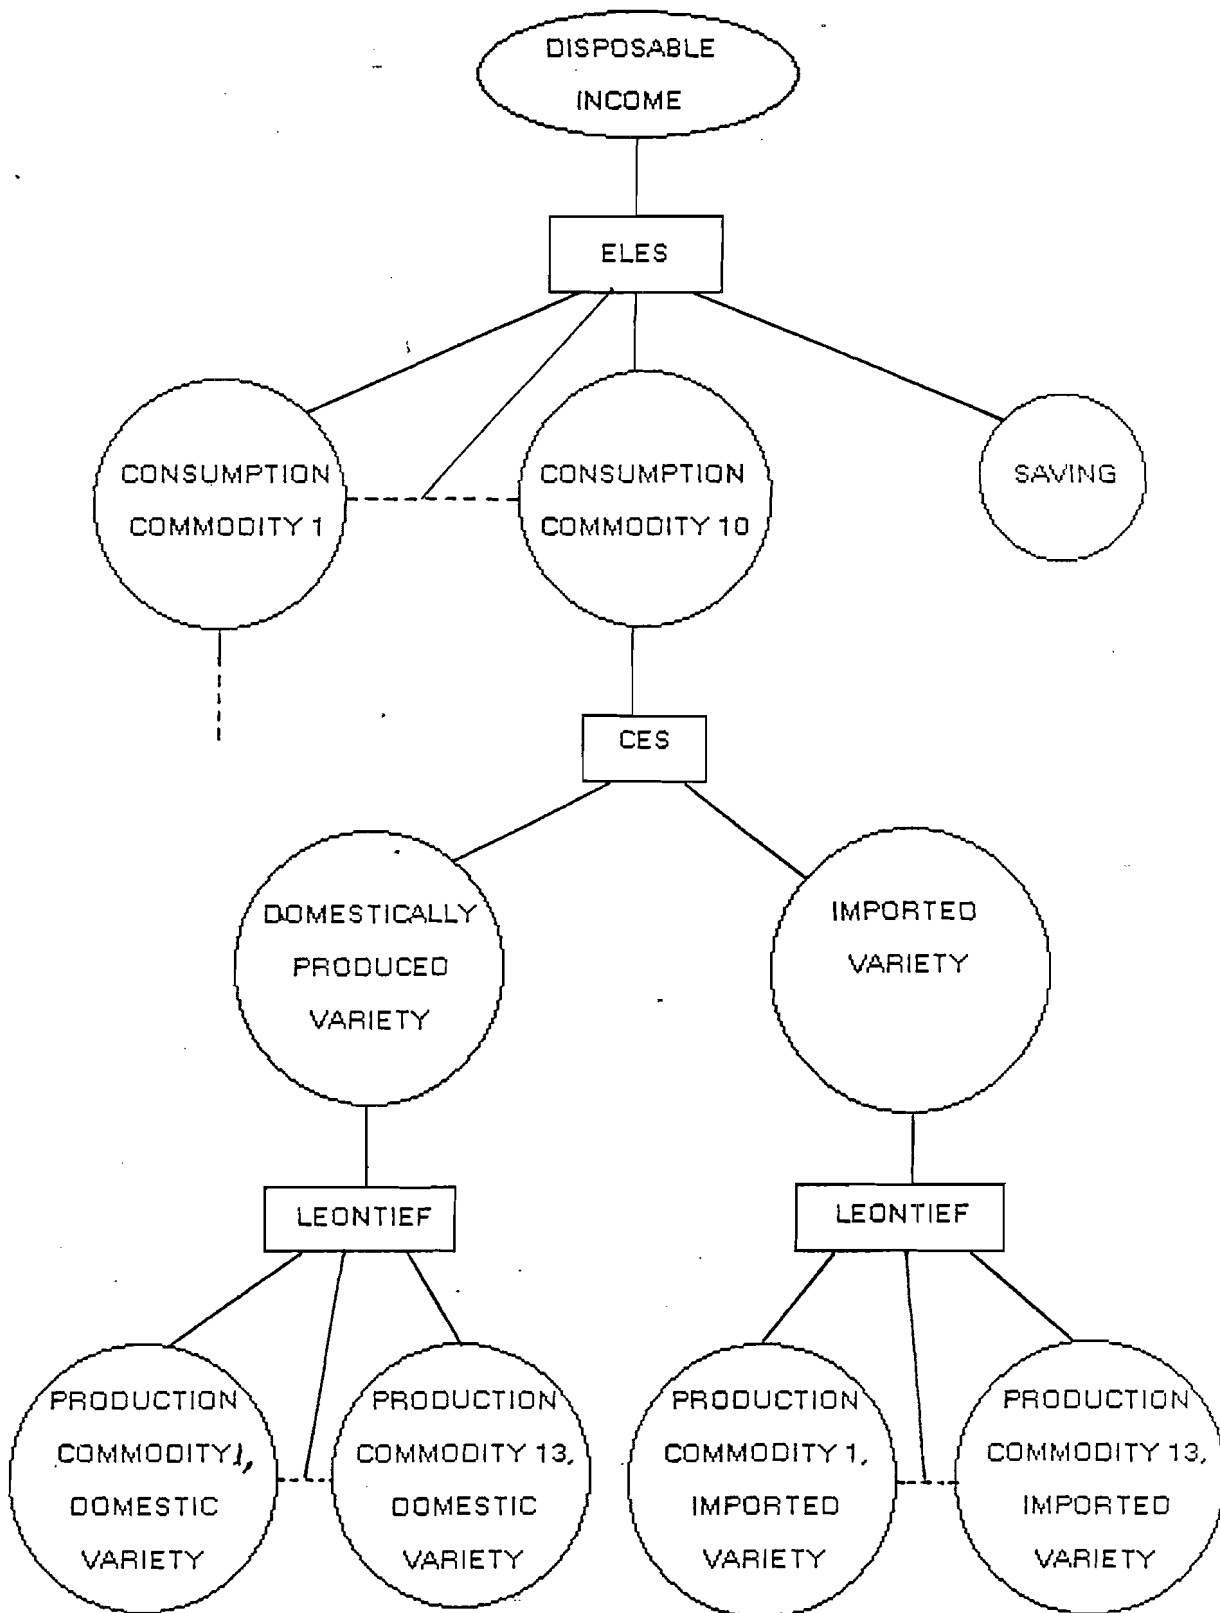 DISPOSABLE
INCOME
ELES
CONSUMPTION
COMMODITY 1
CONSUMPTION
COMMODITY 10
SAVING
CES
DOMESTICALLY
PRODUCED
VARIETY
IMPORTED
VARIETY
LEONTIEF
LEONTIEF
PRODUCTION
COMMODITY 1,
DOMESTIC
VARIETY
PRODUCTION
COMMODITY 13,
DOMESTIC
VARIETY
PRODUCTION
COMMODITY 1,
IMPORTED
VARIETY
PRODUCTION
COMMODITY 13,
IMPORTED
VARIETY